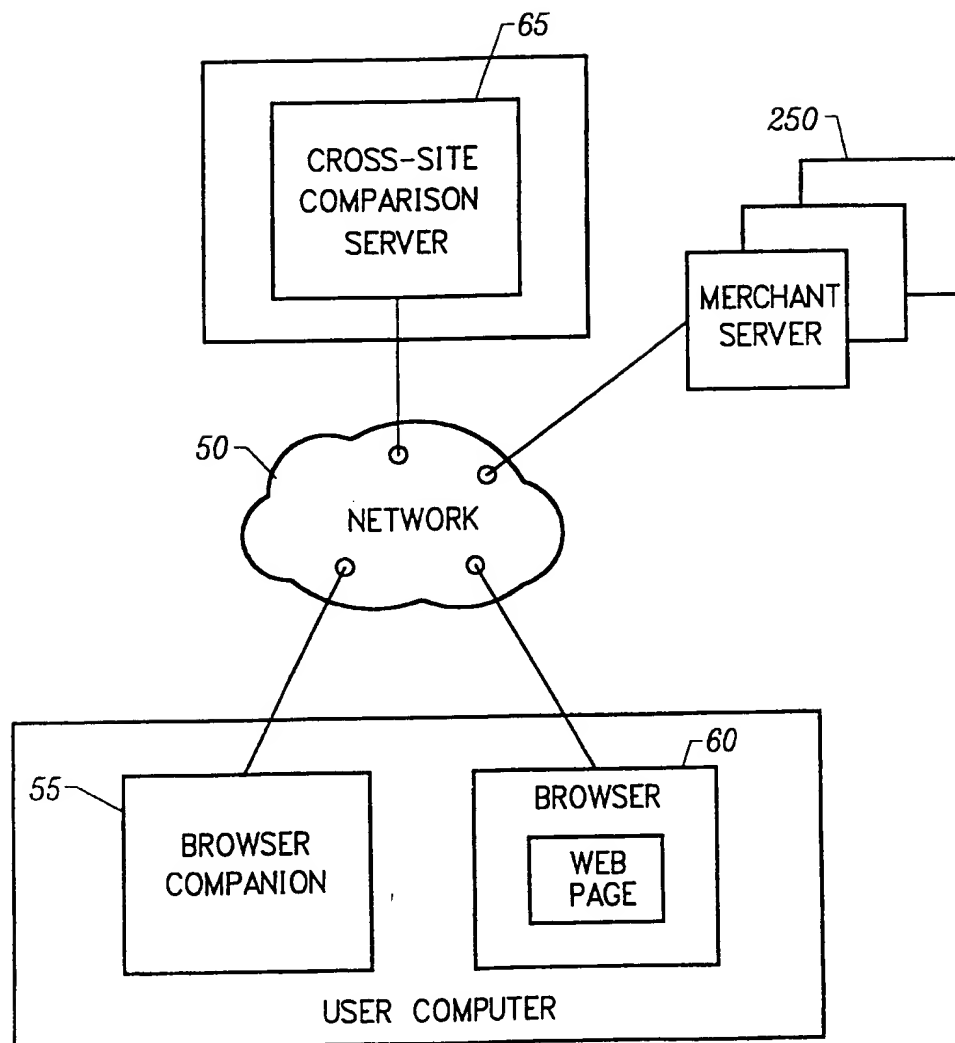 65
CROSS-SITE
COMPARISON
SERVER
250
MERCHANT
SERVER
50
NETWORK
55
BROWSER
COMPANION
60
BROWSER
WEB
PAGE
USER COMPUTER